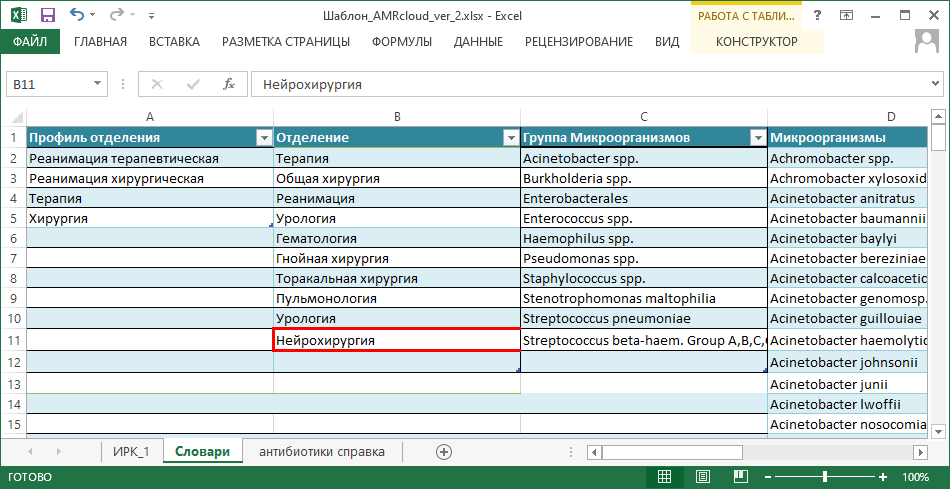 Шаблон_AMRcloud_ver_2.xlsx - Excel
РАБОТА С ТАБЛИ...
ФАЙЛ ГЛАВНАЯ ВСТАВКА РАЗМЕТКА СТРАНИЦЫ ФОРМУЛЫ ДАННЫЕ РЕЦЕНЗИРОВАНИЕ ВИД КОНСТРУКТОР
B11 fx Нейрохирургия
A B C D
1 Профиль отделения Отделение Группа Микроорганизмов Микроорганизмы
2 Реанимация терапевтическая Терапия Acinetobacter spp. Achromobacter spp.
3 Реанимация хирургическая Общая хирургия Burkholderia spp. Achromobacter xylosoxid
4 Терапия Реанимация Enterobacterales Acinetobacter anitratus
5 Хирургия Урология Enterococcus spp. Acinetobacter baumannii
6 Гематология Haemophilus spp. Acinetobacter baylyi
7 Гнойная хирургия Pseudomonas spp. Acinetobacter bereziniae
8 Торакальная хирургия Staphylococcus spp. Acinetobacter calcoacetic
9 Пульмонология Stenotrophomonas maltophilia Acinetobacter genomosp.
10 Урология Streptococcus pneumoniae Acinetobacter guillouiae
11 Нейрохирургия Streptococcus beta-haem. Group A,B,C, Acinetobacter haemolytic
12 Acinetobacter johnsonii
13 Acinetobacter junii
14 Acinetobacter lwoffii
15 Acinetobacter nosocomia
ИРК_1 Словари антибиотики справка
ГОТОВО 100%